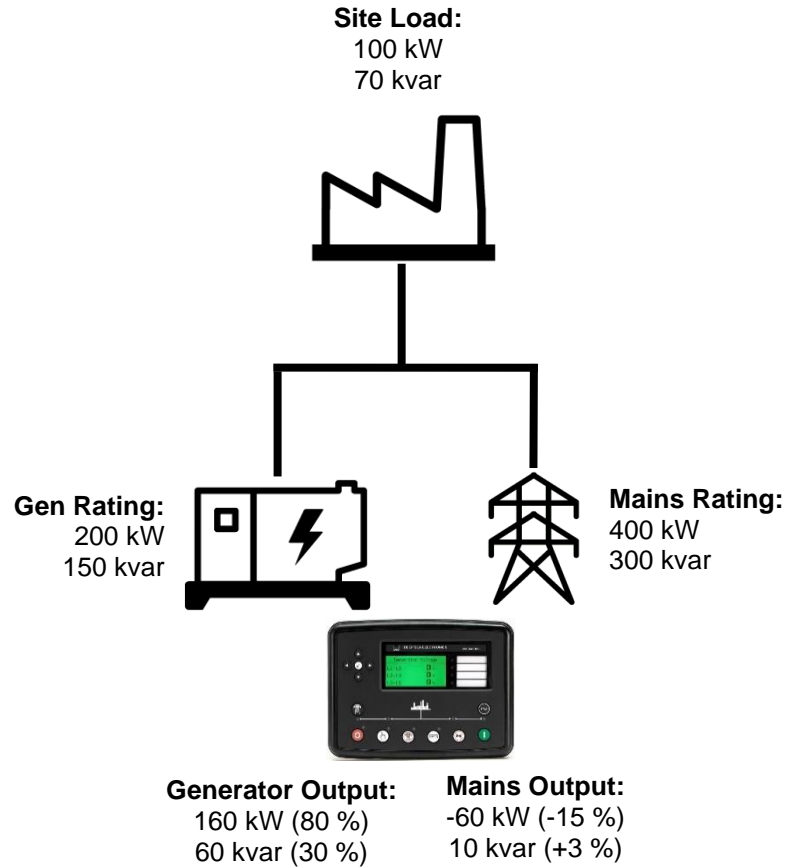 Site Load:
100 kW
70 kvar
Gen Rating:
200 kW
150 kvar
Mains Rating:
400 kW
300 kvar
Generator Output:
160 kW (80 %)
60 kvar (30 %)
Mains Output:
-60 kW (-15 %)
10 kvar (+3 %)